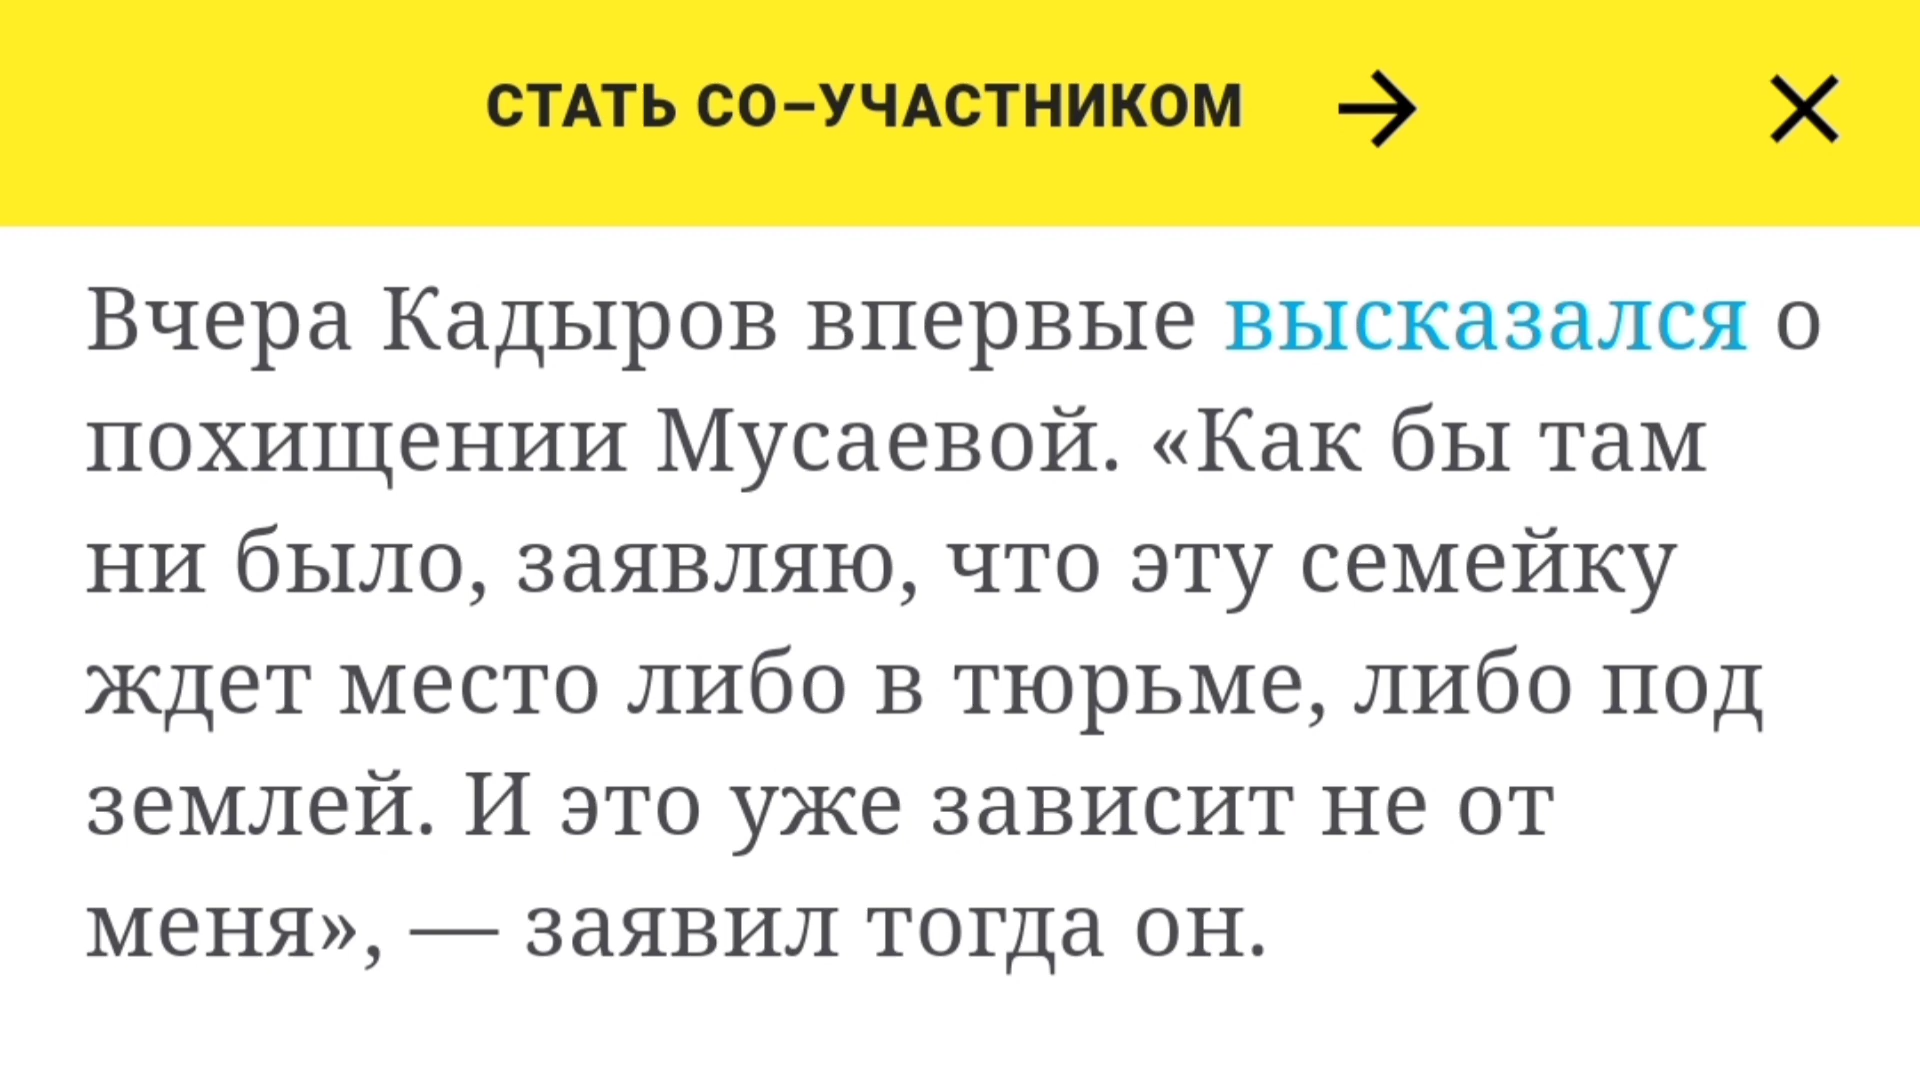 СТАТЬ СО–УЧАСТНИКОМ
Вчера Кадыров впервые высказался о
похищении Мусаевой. «Как бы там
ни было, заявляю, что эту семейку
ждет место либо в тюрьме, либо под
землей. И это уже зависит не от
меня», — заявил тогда он.